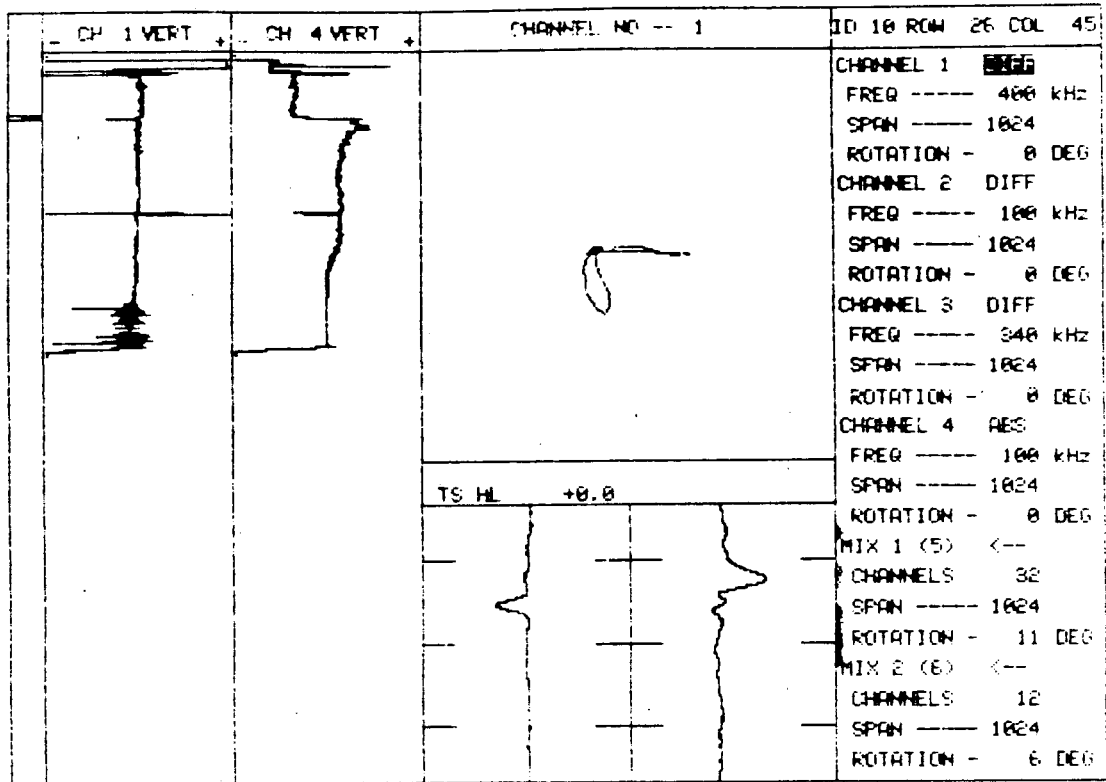 - CH 1 VERT +
- CH 4 VERT +
CHANNEL NO -- 1
ID 10 ROW 26 COL 45
CHANNEL 1 DIFF
FREQ ----- 400 kHz
SPAN ----- 1024
ROTATION - 0 DEG
CHANNEL 2 DIFF
FREQ ----- 100 kHz
SPAN ----- 1024
ROTATION - 0 DEG
CHANNEL 3 DIFF
FREQ ----- 340 kHz
SPAN ----- 1024
ROTATION - 0 DEG
CHANNEL 4 ABS
FREQ ----- 100 kHz
SPAN ----- 1024
ROTATION - 0 DEG
MIX 1 (5) <--
CHANNELS 32
SPAN ----- 1024
ROTATION - 11 DEG
MIX 2 (6) <--
CHANNELS 12
SPAN ----- 1024
ROTATION - 6 DEG
TS HL +0.0